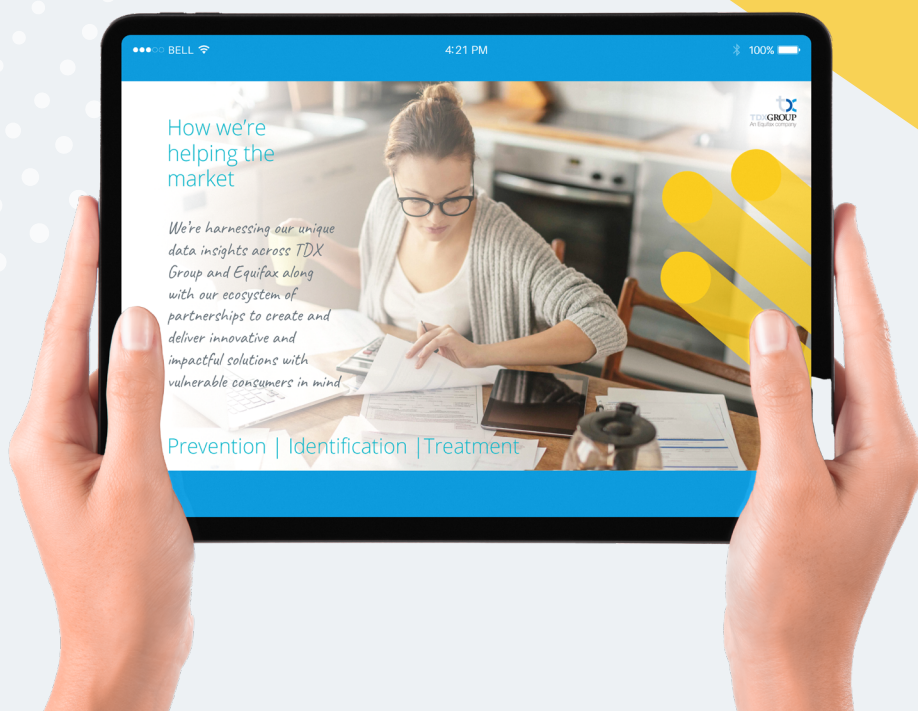 BELL
4:21 PM
100%
tx
TDXGROUP
An Equifax company
How we're
helping the
market
We're harnessing our unique
data insights across TDX
Group and Equifax along
with our ecosystem of
partnerships to create and
deliver innovative and
impactful solutions with
vulnerable consumers in mind
Prevention | Identification |Treatment